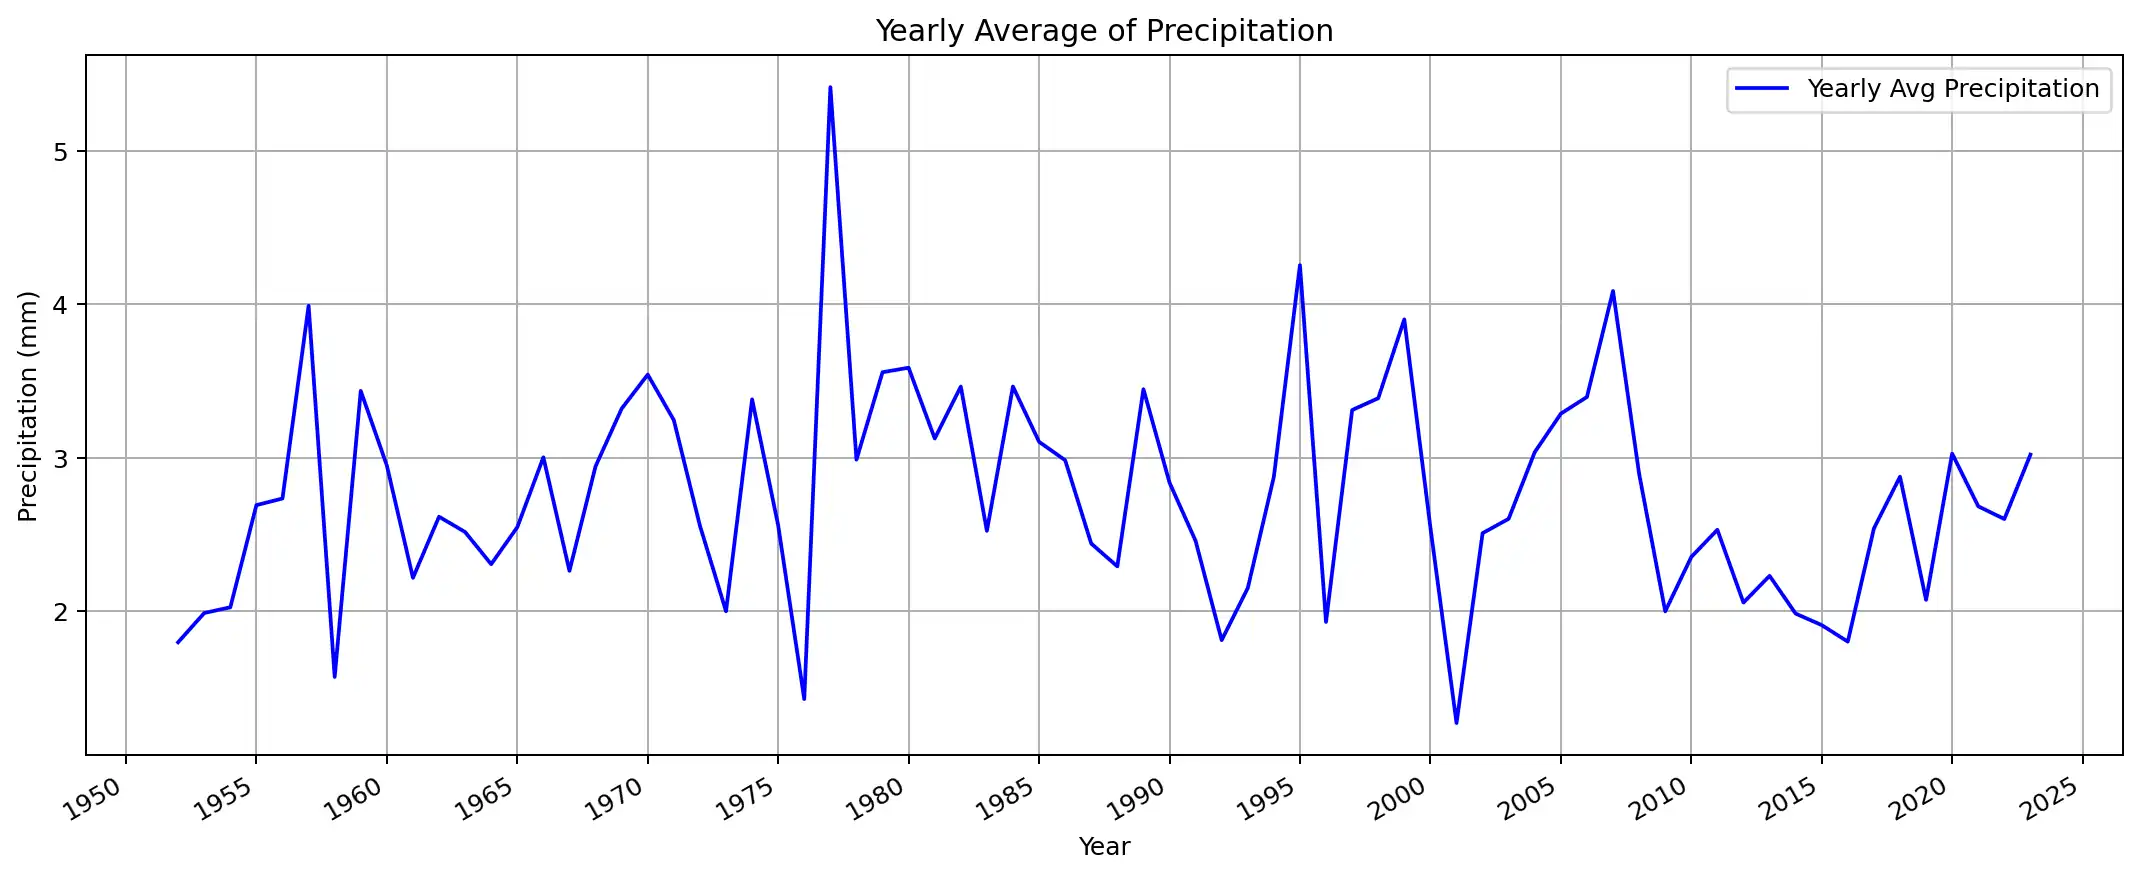 Yearly Average of Precipitation
Yearly Avg Precipitation
Precipitation (mm)
5
4
3
2
1950 1955 1960 1965 1970 1975 1980 1985 1990 1995 2000 2005 2010 2015 2020 2025
Year